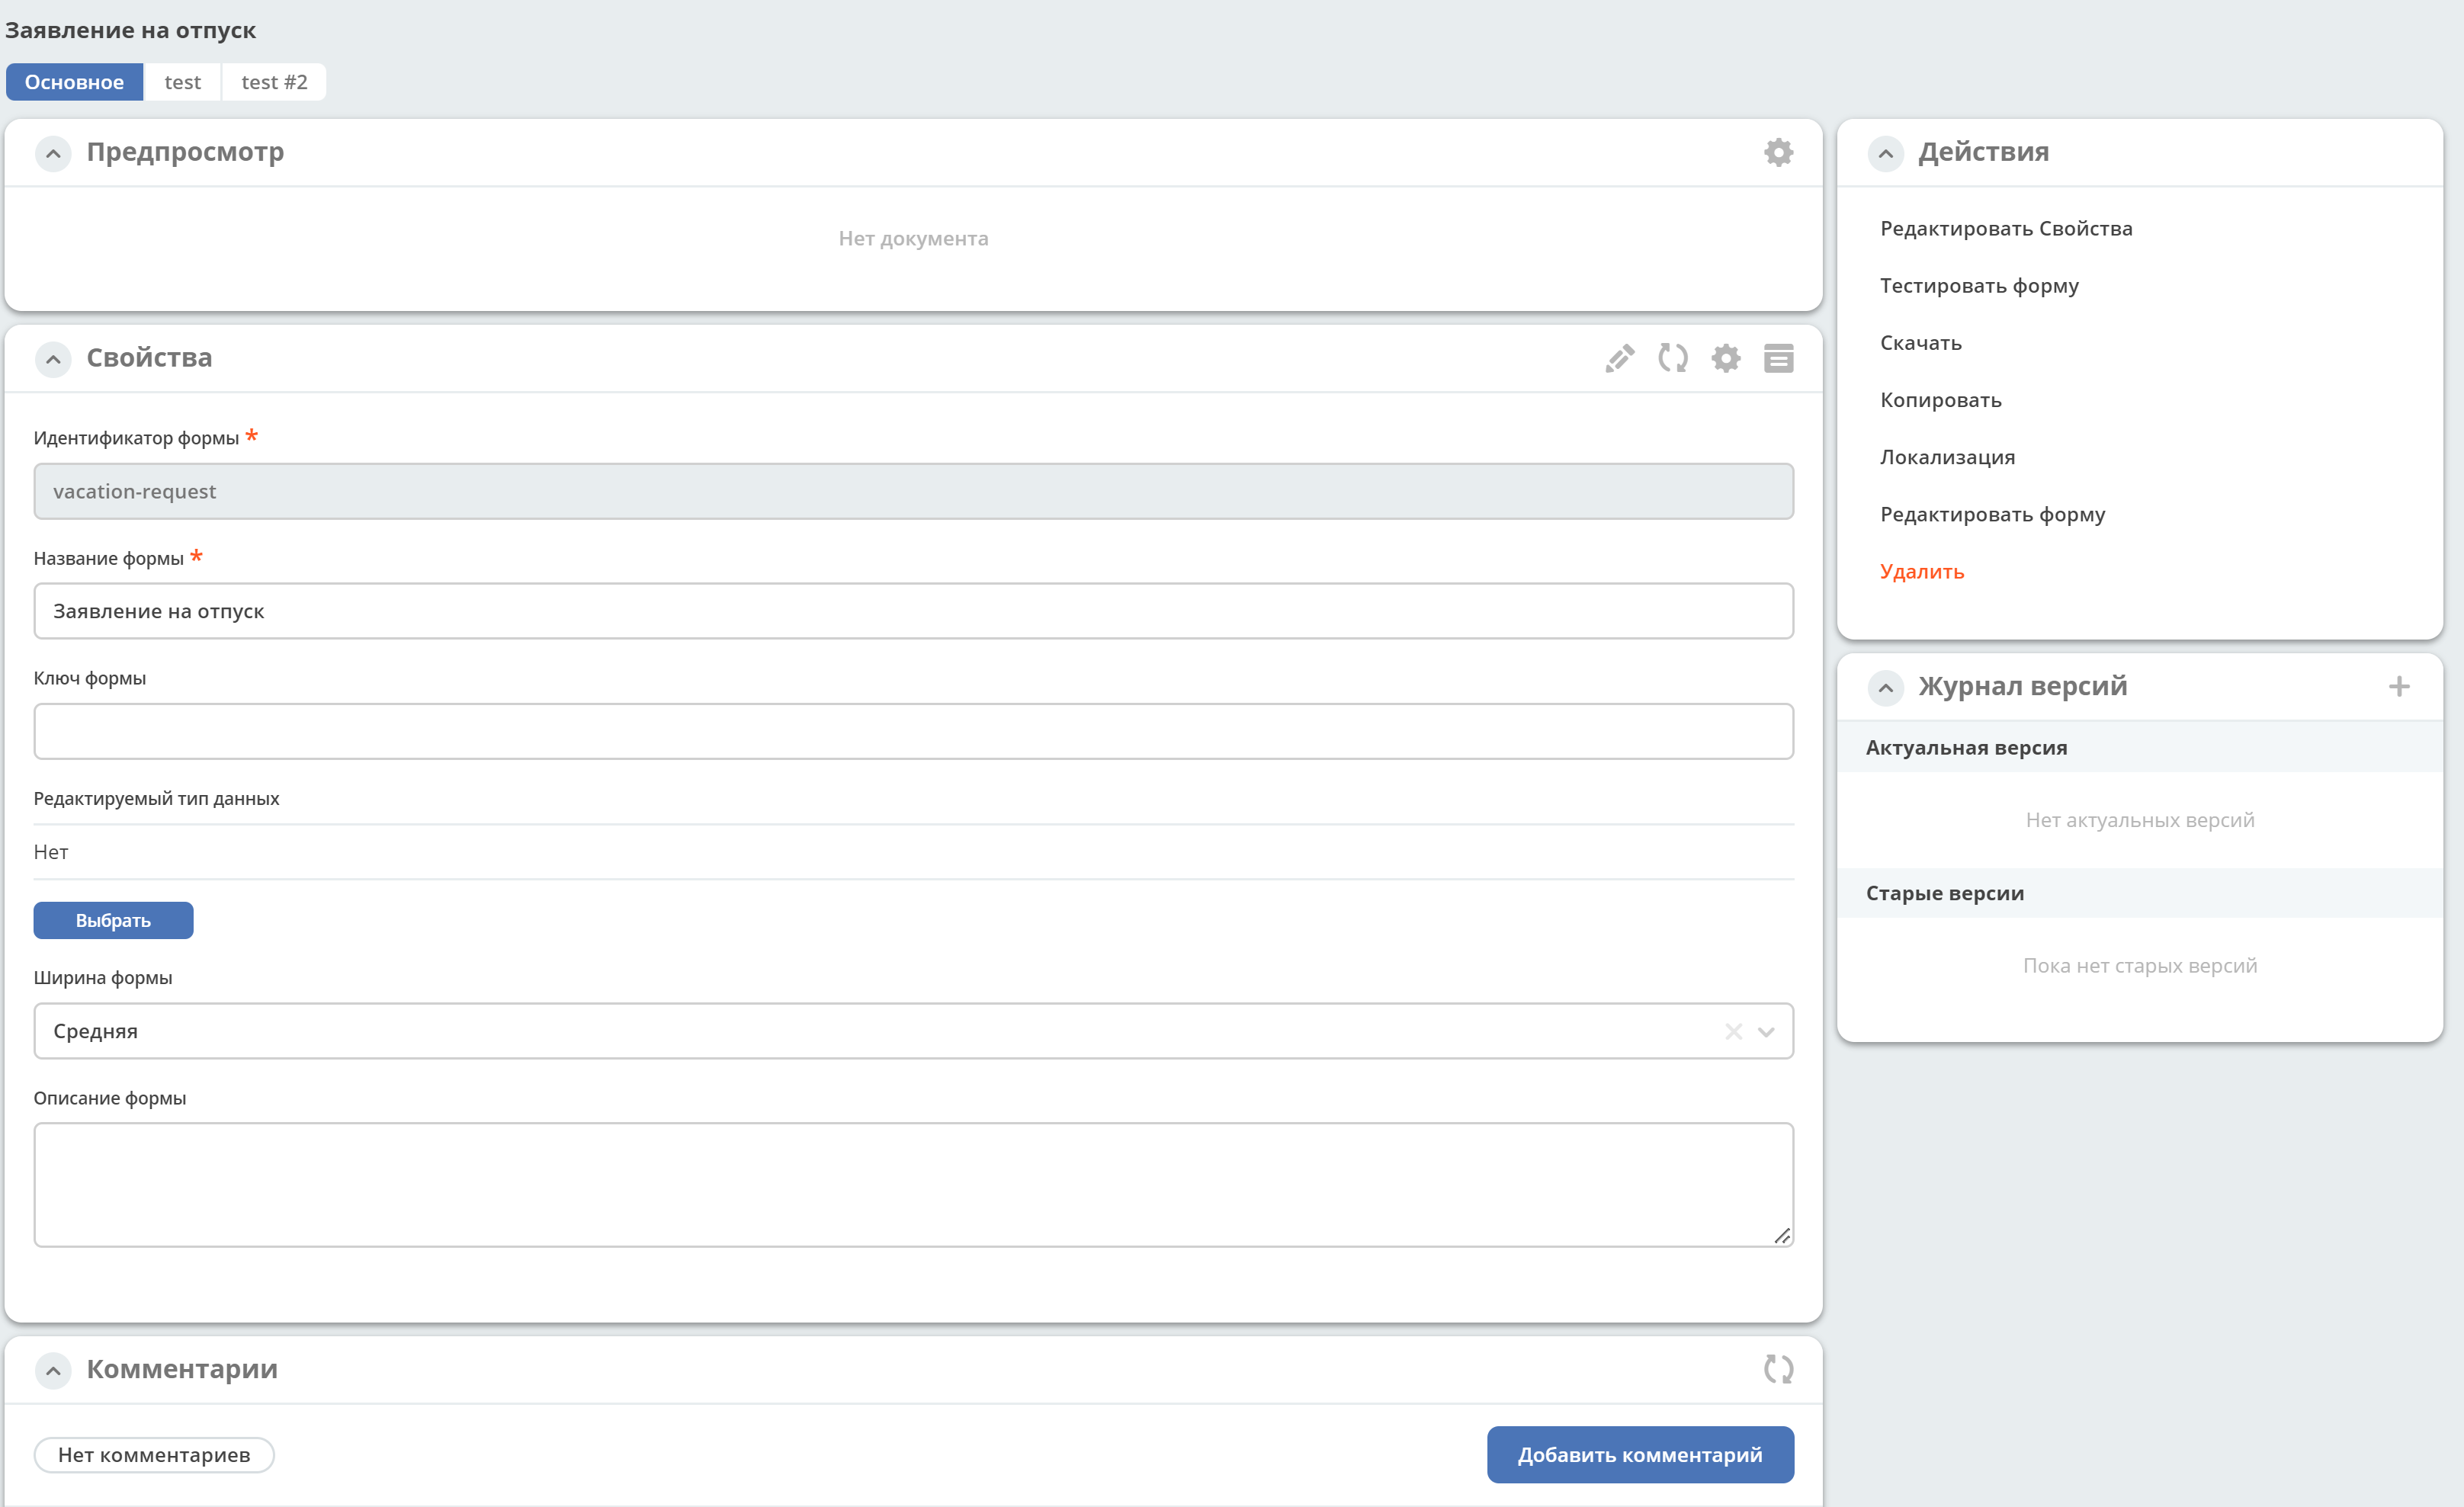 Заявление на отпуск
Основное
test
test #2
Предпросмотр
Нет документа
Свойства
Идентификатор формы *
vacation-request
Название формы *
Заявление на отпуск
Ключ формы
Редактируемый тип данных
Нет
Выбрать
Ширина формы
Средняя
Описание формы
Комментарии
Нет комментариев
Добавить комментарий
Действия
Редактировать Свойства
Тестировать форму
Скачать
Копировать
Локализация
Редактировать форму
Удалить
Журнал версий
Актуальная версия
Нет актуальных версий
Старые версии
Пока нет старых версий